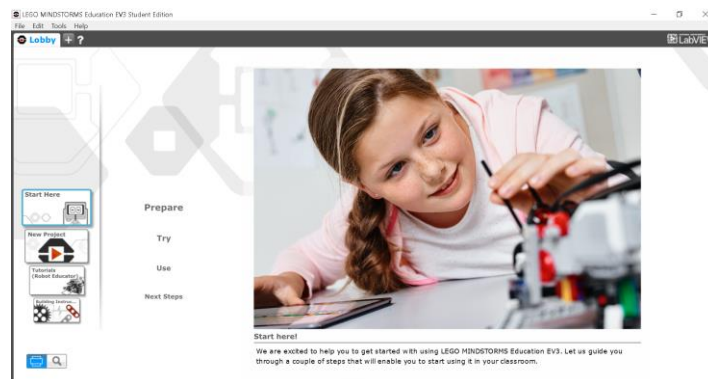 LEGO MINDSTORMS Education EV3 Student Edition
File Edit Tools Help
Lobby + ?
LabVIE
Start Here
New Project
Tutorials
(Robot Educator)
Building Instruc...
Prepare
Try
Use
Next Steps
Start here!
We are excited to help you to get started with using LEGO MINDSTORMS Education EV3. Let us guide you
through a couple of steps that will enable you to start using it in your classroom.